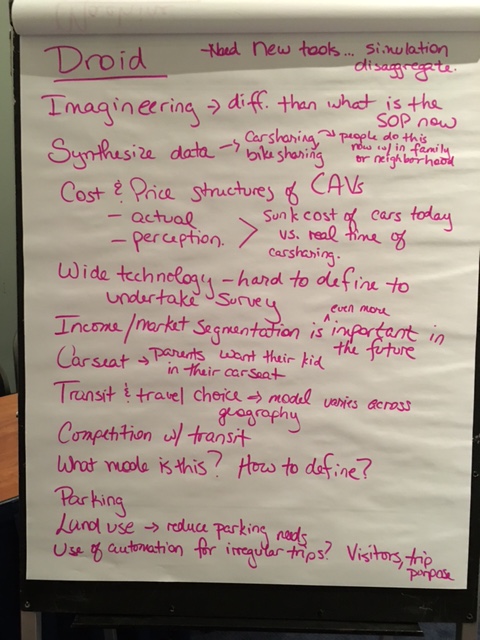 Droid
-Need new tools... simulation
disaggregate.
Imagineering → diff. than what is the
SOP now
Synthesize data → Carsharing → people do this
bikesharing now w/in family
or neighborhood
Cost & Price structures of CAVs
- actual
- perception. > Sunk cost of cars today
vs. real time of
carsharing.
Wide technology - hard to define to
undertake survey
Income/market segmentation is even more important in
the future
Carseat → parents want their kid
in their carseat
Transit & travel choice → model varies across
geography
Competition w/ transit
What mode is this? How to define?
Parking
Land use → reduce parking needs
Use of automation for irregular trips? Visitors, trip
purpose